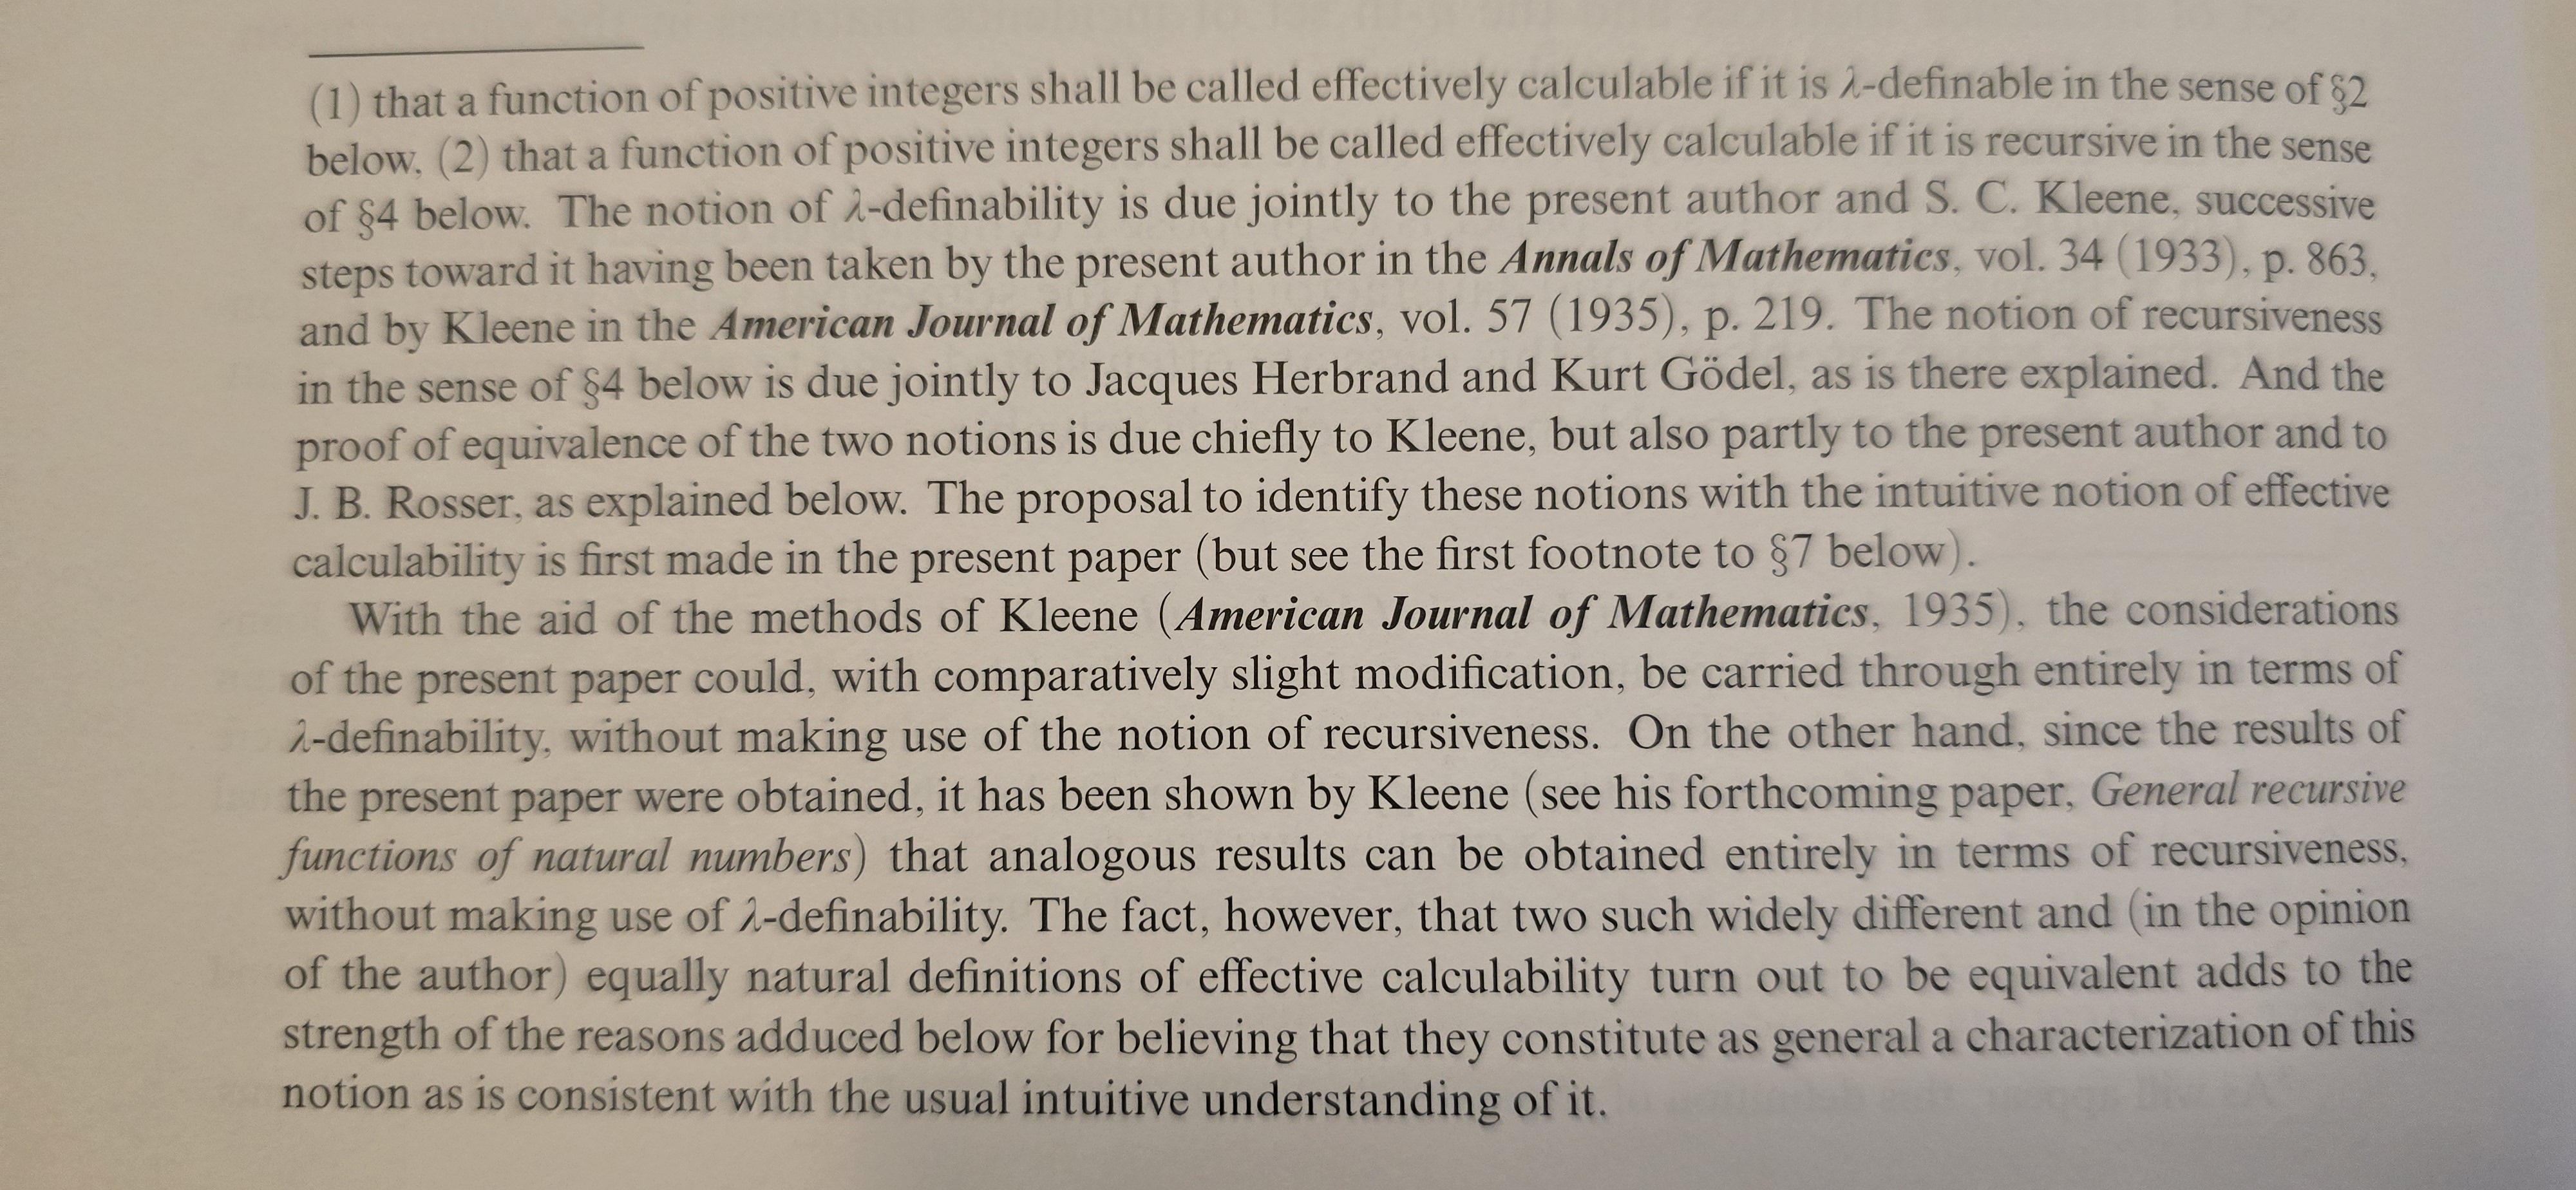 (1) that a function of positive integers shall be called effectively calculable if it is λ-definable in the sense of §2
below, (2) that a function of positive integers shall be called effectively calculable if it is recursive in the sense
of §4 below. The notion of λ-definability is due jointly to the present author and S. C. Kleene, successive
steps toward it having been taken by the present author in the Annals of Mathematics, vol. 34 (1933), p. 863,
and by Kleene in the American Journal of Mathematics, vol. 57 (1935), p. 219. The notion of recursiveness
in the sense of §4 below is due jointly to Jacques Herbrand and Kurt Gödel, as is there explained. And the
proof of equivalence of the two notions is due chiefly to Kleene, but also partly to the present author and to
J. B. Rosser, as explained below. The proposal to identify these notions with the intuitive notion of effective
calculability is first made in the present paper (but see the first footnote to §7 below).
With the aid of the methods of Kleene (American Journal of Mathematics, 1935), the considerations
of the present paper could, with comparatively slight modification, be carried through entirely in terms of
λ-definability, without making use of the notion of recursiveness. On the other hand, since the results of
the present paper were obtained, it has been shown by Kleene (see his forthcoming paper, General recursive
functions of natural numbers) that analogous results can be obtained entirely in terms of recursiveness,
without making use of λ-definability. The fact, however, that two such widely different and (in the opinion
of the author) equally natural definitions of effective calculability turn out to be equivalent adds to the
strength of the reasons adduced below for believing that they constitute as general a characterization of this
notion as is consistent with the usual intuitive understanding of it.